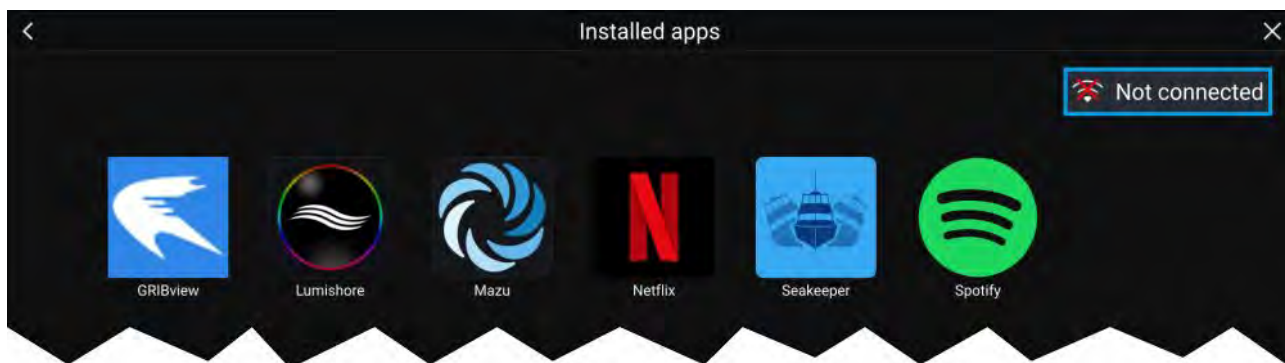 Installed apps
Not connected
N
GRIBview
Lumishore
Mazu
Netflix
Seakeeper
Spotify